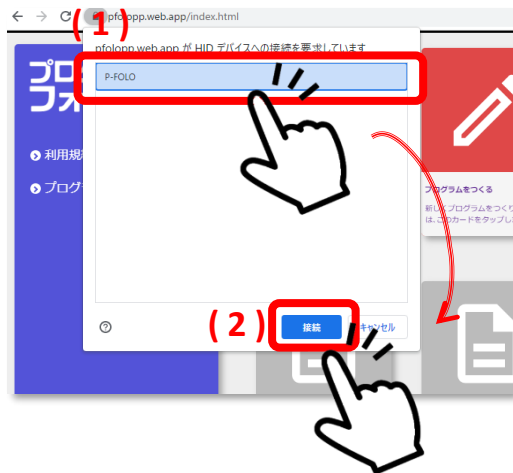 pfolopp.web.app/index.html
(1)
pfolopp.web.app が HID デバイスへの接続を要求しています
P-FOLO
プロ
フォ
利用規
プログ
プログラムをつくる
新しくプログラムをつくり
は、このカードをタップし
(2)
接続
キャンセル